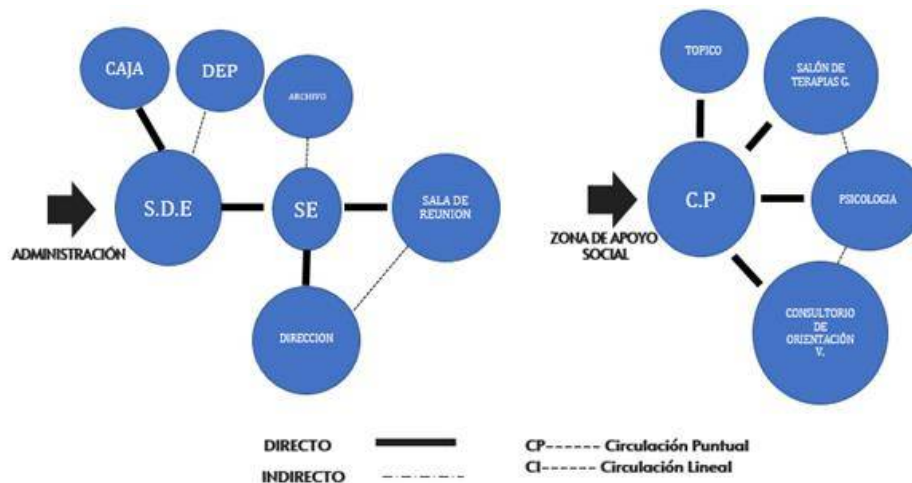 CAJA
DEP
ARCHIVO
S.D.E
SE
SALA DE
REUNION
DIRECCION
ADMINISTRACIÓN
TOPICO
SALÓN DE
TERAPIAS G.
C.P
PSICOLOGIA
CONSULTORIO
DE
ORIENTACIÓN
V.
ZONA DE APOYO
SOCIAL
DIRECTO
INDIRECTO
CP------ Circulación Puntual
CI------- Circulación Lineal